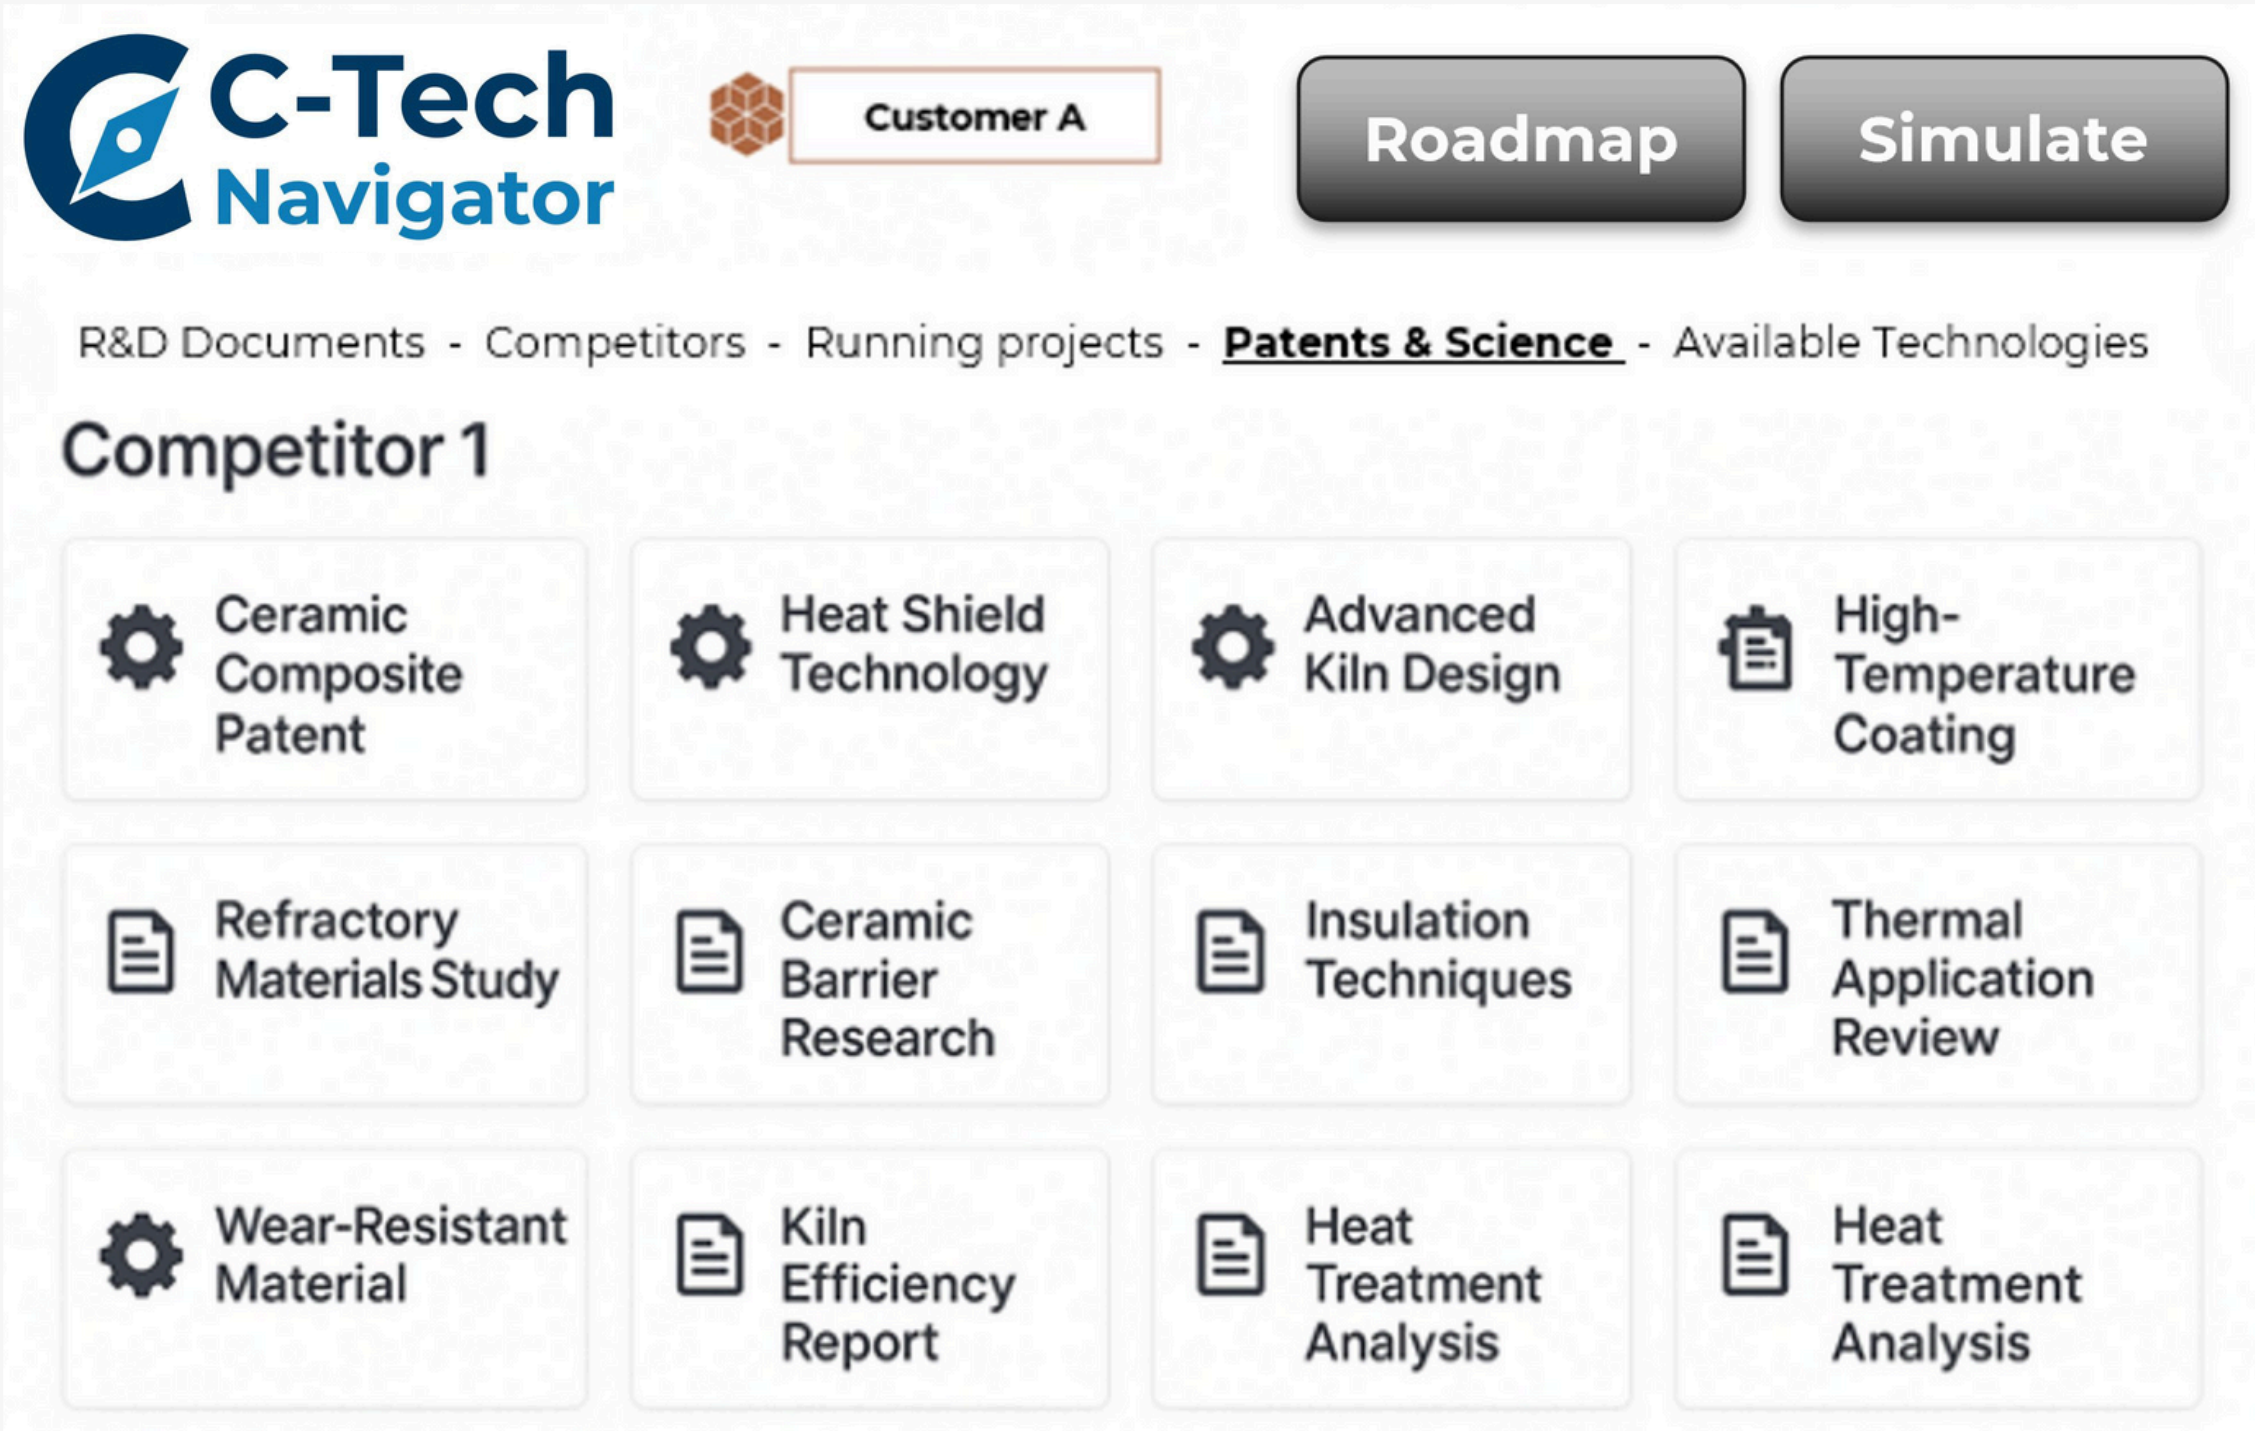 C-Tech
Navigator
Customer A
Roadmap
Simulate
R&D Documents - Competitors - Running projects - Patents & Science - Available Technologies
Competitor 1
Ceramic
Composite
Patent
Heat Shield
Technology
Advanced
Kiln Design
High-
Temperature
Coating
Refractory
Materials Study
Ceramic
Barrier
Research
Insulation
Techniques
Thermal
Application
Review
Wear-Resistant
Material
Kiln
Efficiency
Report
Heat
Treatment
Analysis
Heat
Treatment
Analysis